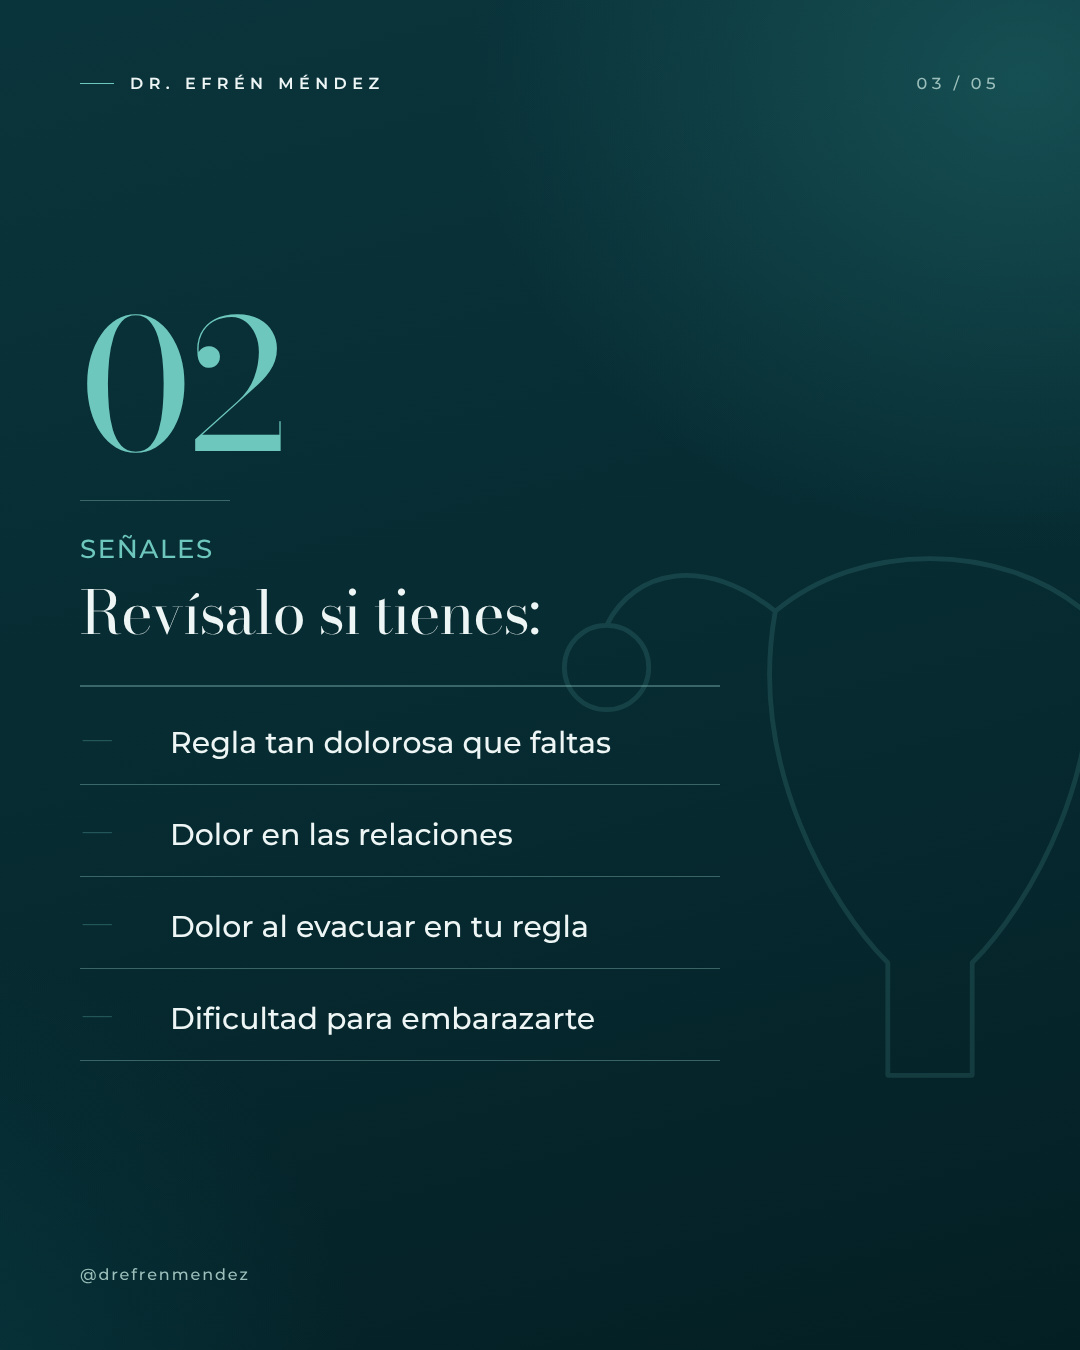 DR. EFRÉN MÉNDEZ
03 / 05
02
SEÑALES
Revísalo si tienes:
Regla tan dolorosa que faltas
Dolor en las relaciones
Dolor al evacuar en tu regla
Dificultad para embarazarte
@drefrenmendez